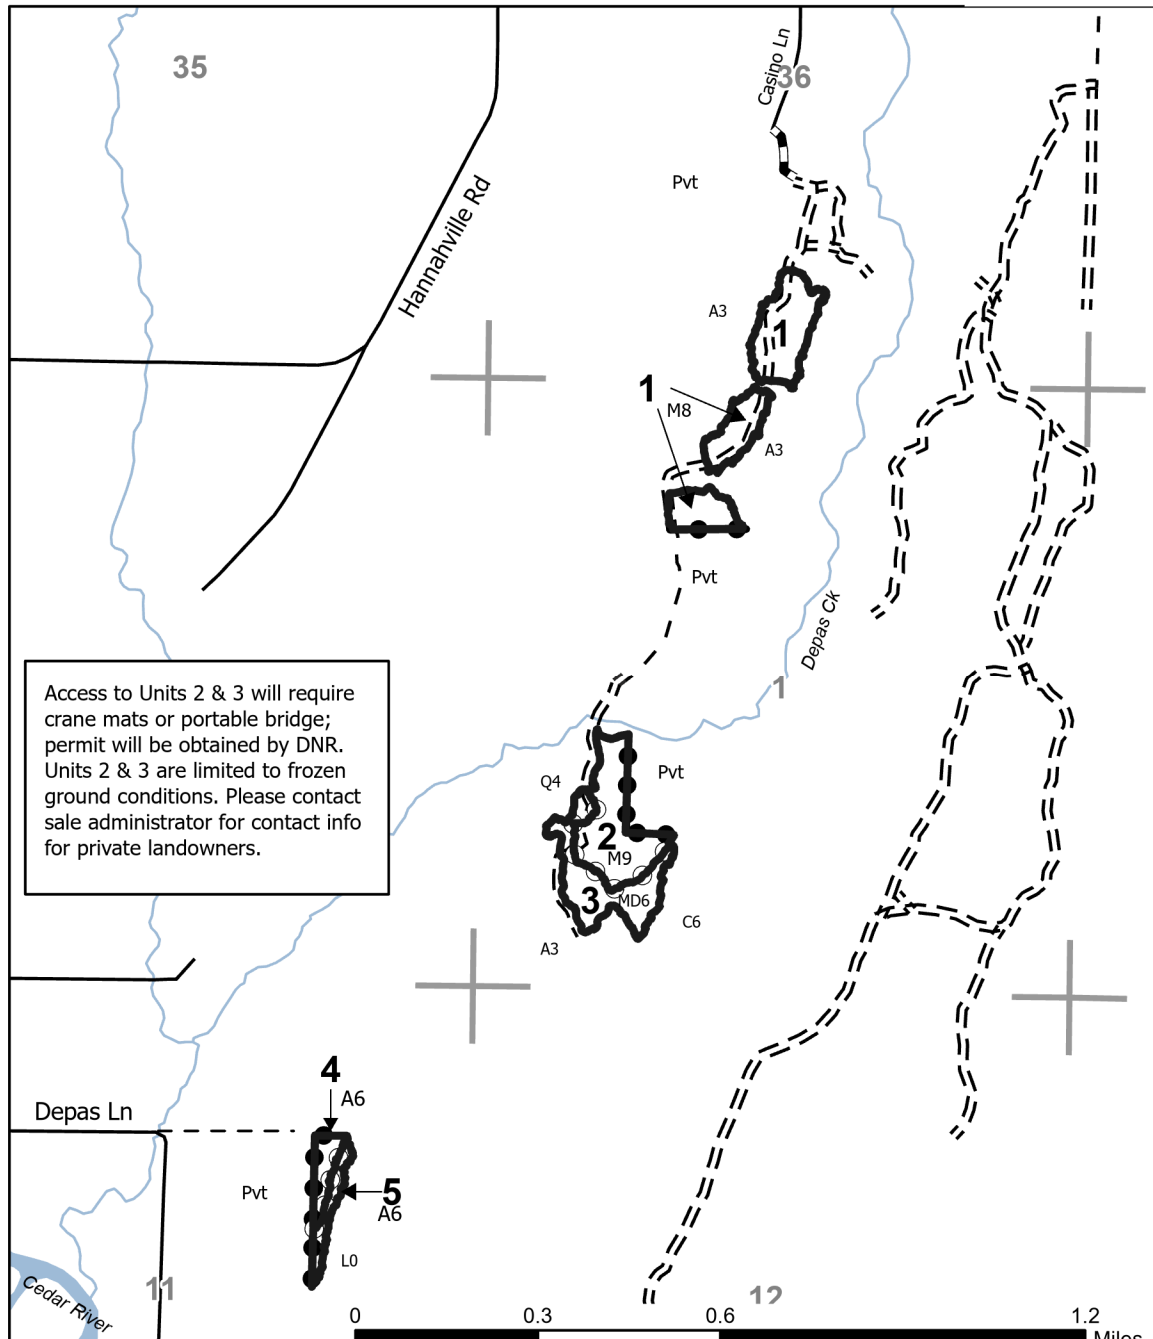 35
Casino Ln
36
Pvt
Hannahville Rd
A3
1
1
M8
A3
Pvt
Depas Ck
Access to Units 2 & 3 will require
crane mats or portable bridge;
permit will be obtained by DNR.
Units 2 & 3 are limited to frozen
ground conditions. Please contact
sale administrator for contact info
for private landowners.
1
Q4
Pvt
2
M9
3
MD6
C6
A3
4
A6
Depas Ln
Pvt
5
A6
L0
11
Cedar River
12
0
0.3
0.6
1.2
Miles